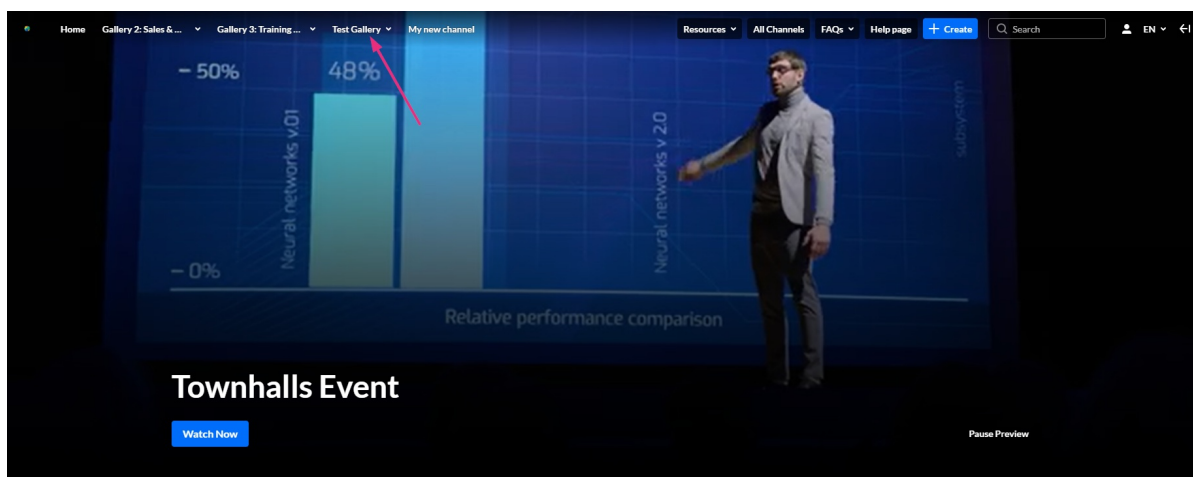 Home Gallery 2: Sales & ... Gallery 3: Training ... Test Gallery My new channel Resources All Channels FAQs Help page + Create Search EN
- 50% 48%
Neural networks v.01
Neural networks v 2.0
subsystem
- 0%
Relative performance comparison
Townhalls Event
Watch Now Pause Preview